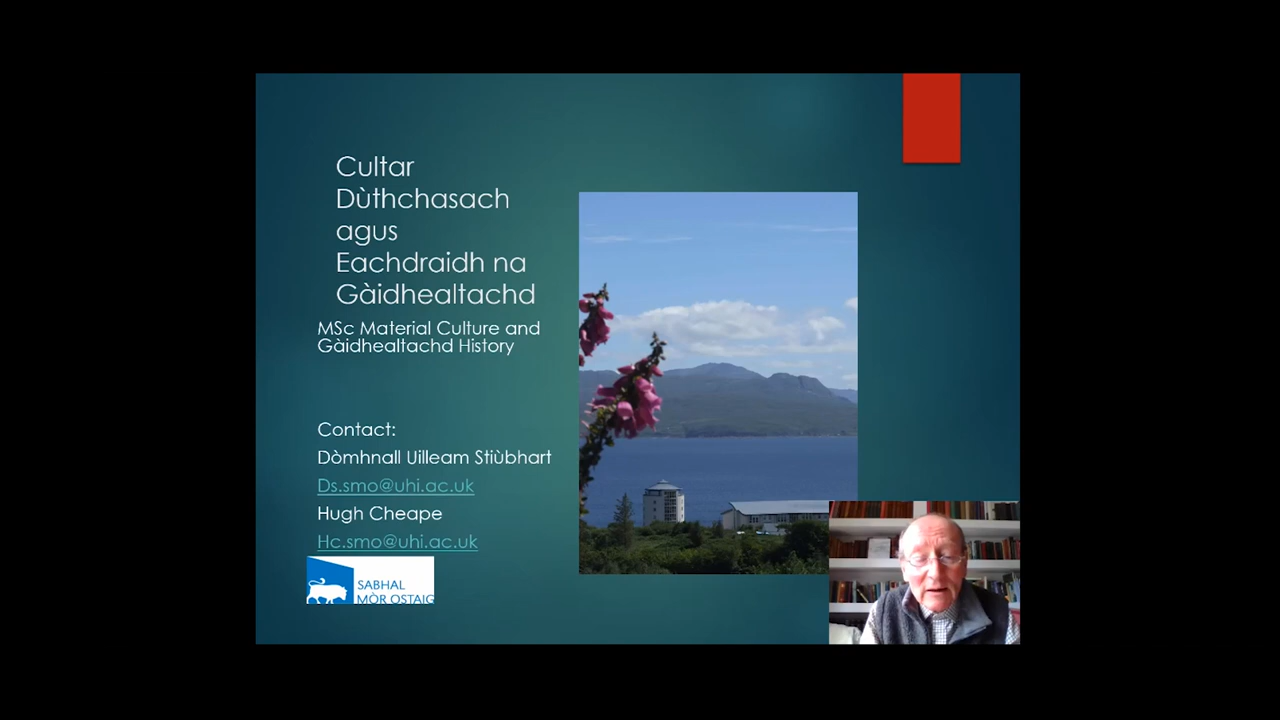 Cultar
Dùthchasach
agus
Eachdraidh na
Gàidhealtachd
MSc Material Culture and
Gàidhealtachd History
Contact:
Dòmhnall Uilleam Stiùbhart
Ds.smo@uhi.ac.uk
Hugh Cheape
Hc.smo@uhi.ac.uk
SABHAL
MÒR OSTAIG